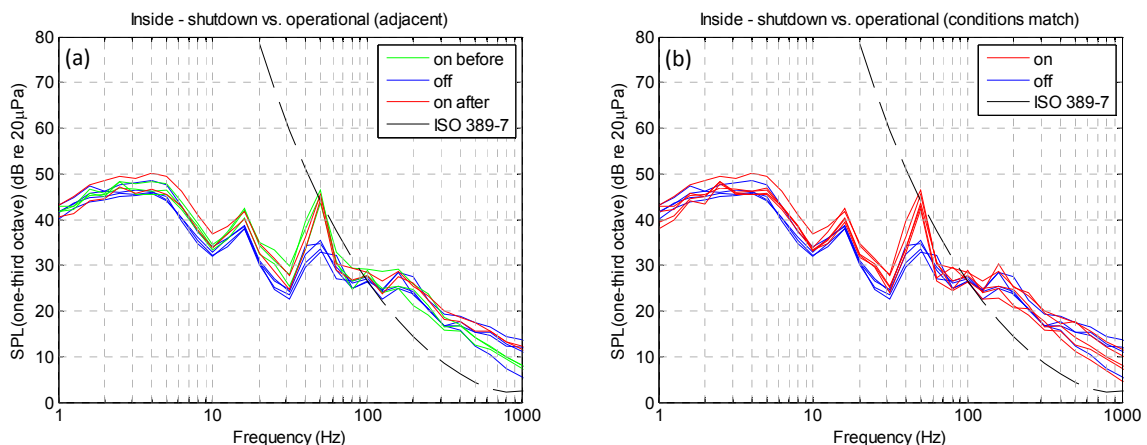 Inside - shutdown vs. operational (adjacent)
(a)
on before
off
on after
ISO 389-7
SPL(one-third octave) (dB re 20µPa)
80
70
60
50
40
30
20
10
0
1 10 100 1000
Frequency (Hz)
Inside - shutdown vs. operational (conditions match)
(b)
on
off
ISO 389-7
SPL(one-third octave) (dB re 20µPa)
80
70
60
50
40
30
20
10
0
1 10 100 1000
Frequency (Hz)